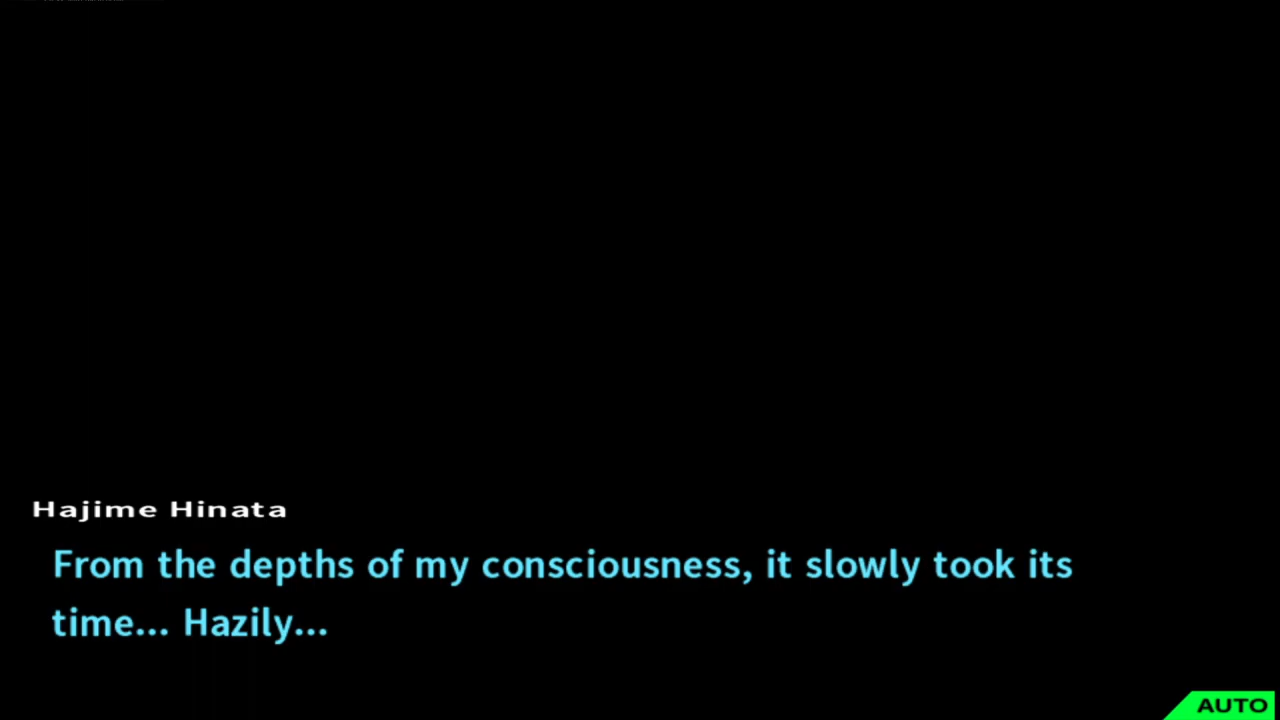 Hajime Hinata
From the depths of my consciousness, it slowly took its
time... Hazily...
AUTO